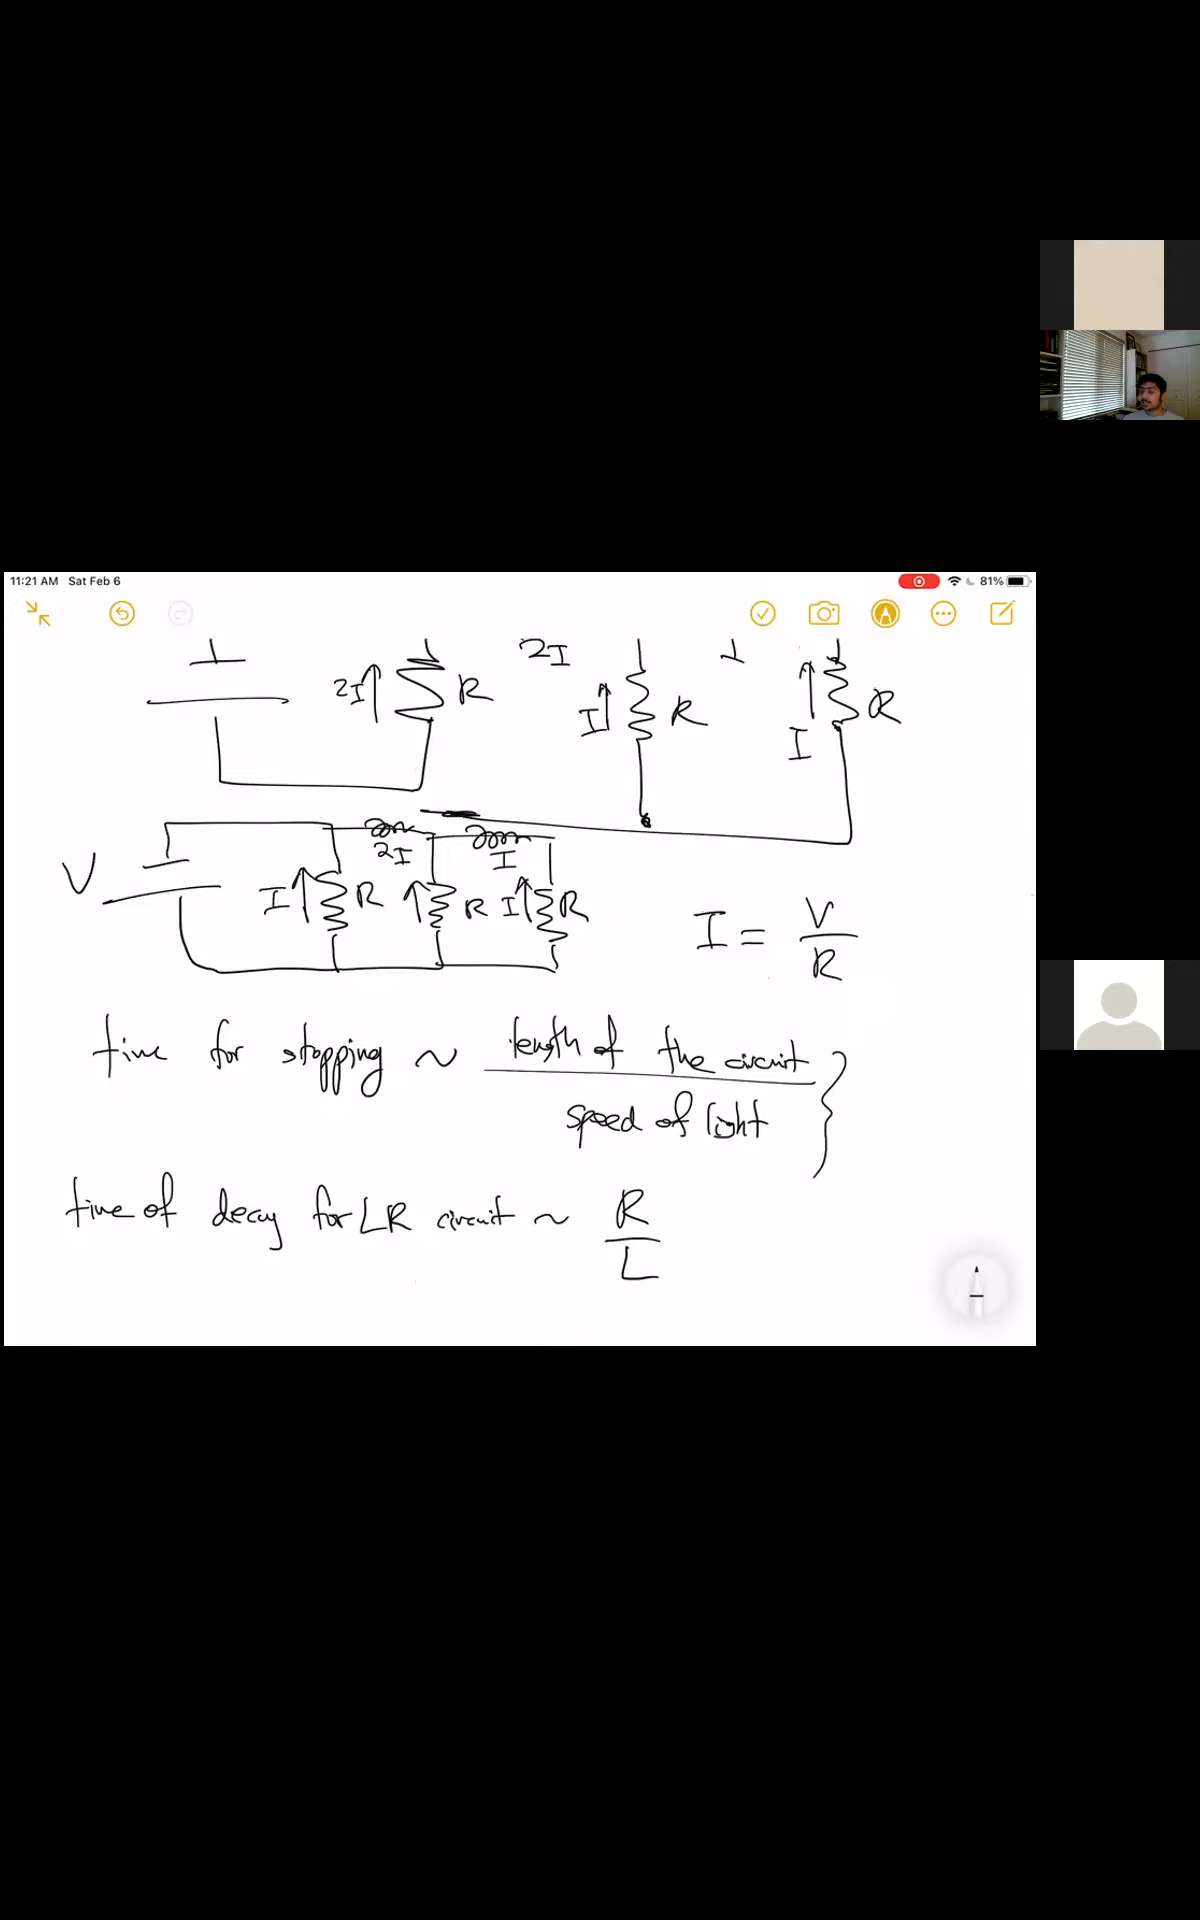 11:21 AM Sat Feb 6
81%
2I
I
2I R
I R
I R
V
2I
I
I R
R
I R
I = V/R
time for stopping ~ length of the circuit
speed of light
time of decay for LR circuit ~ R/L